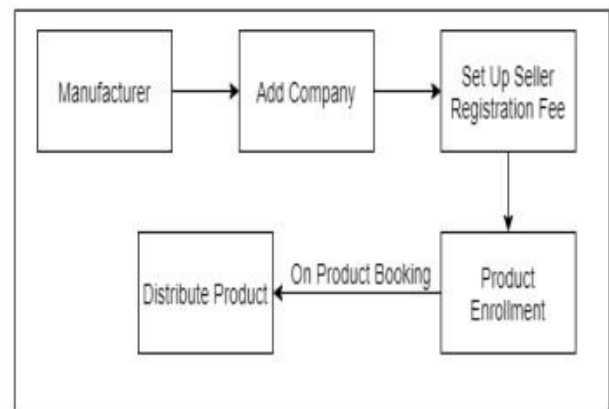 Manufacturer
Add Company
Set Up Seller
Registration Fee
On Product Booking
Distribute Product
Product
Enrollment